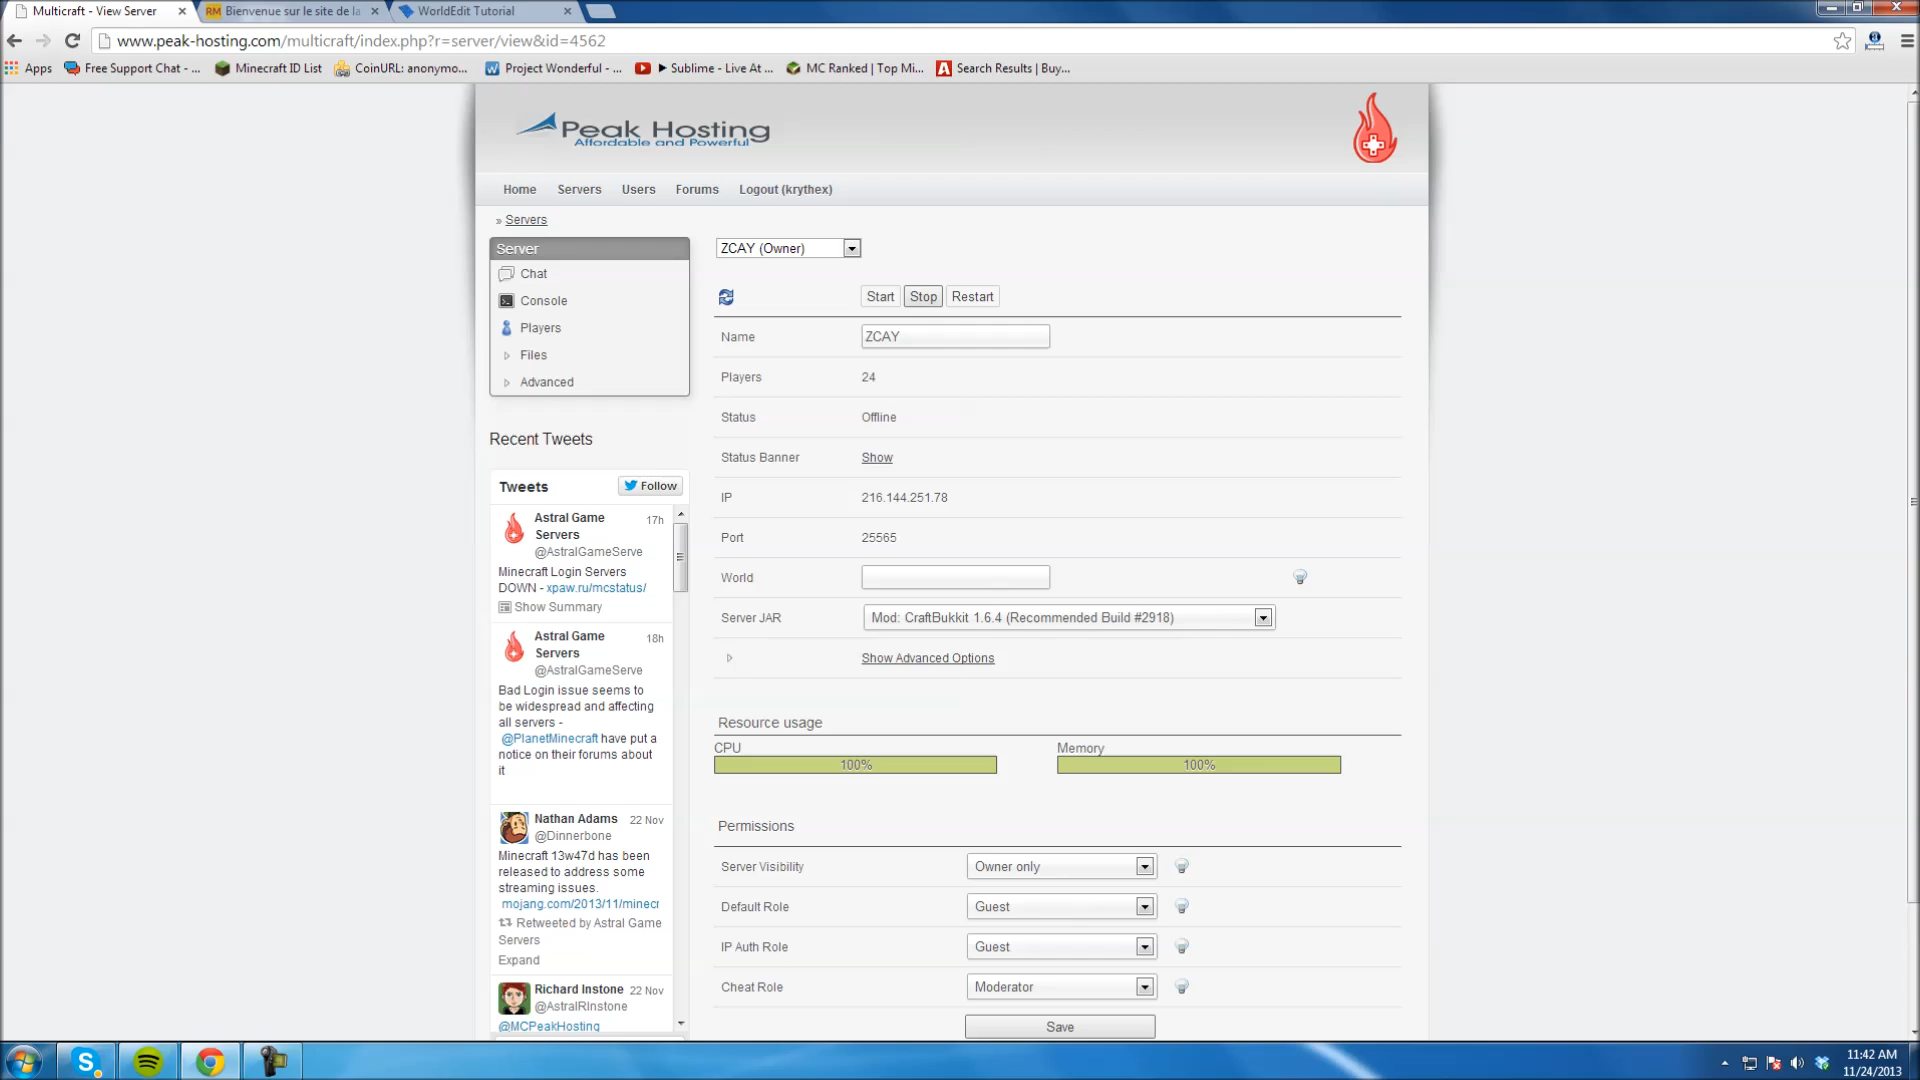 Multicraft - View Server
Bienvenue sur le site de la
WorldEdit Tutorial
www.peak-hosting.com/multicraft/index.php?r=server/view&id=4562
Apps
Free Support Chat - ...
Minecraft ID List
CoinURL: anonymo...
Project Wonderful - ...
► Sublime - Live At ...
MC Ranked | Top Mi...
Search Results | Buy...
Peak Hosting
Affordable and Powerful
Home
Servers
Users
Forums
Logout (krythex)
» Servers
Server
Chat
Console
Players
Files
Advanced
Recent Tweets
Tweets
Follow
Astral Game Servers
17h
@AstralGameServe
Minecraft Login Servers
DOWN - xpaw.ru/mcstatus/
Show Summary
Astral Game Servers
18h
@AstralGameServe
Bad Login issue seems to
be widespread and affecting
all servers -
@PlanetMinecraft have put a
notice on their forums about
it
Nathan Adams
22 Nov
@Dinnerbone
Minecraft 13w47d has been
released to address some
streaming issues.
mojang.com/2013/11/minecr
Retweeted by Astral Game
Servers
Expand
Richard Instone
22 Nov
@AstralRInstone
@MCPeakHosting
ZCAY (Owner)
Start
Stop
Restart
Name
ZCAY
Players
24
Status
Offline
Status Banner
Show
IP
216.144.251.78
Port
25565
World
Server JAR
Mod: CraftBukkit 1.6.4 (Recommended Build #2918)
Show Advanced Options
Resource usage
CPU
100%
Memory
100%
Permissions
Server Visibility
Owner only
Default Role
Guest
IP Auth Role
Guest
Cheat Role
Moderator
Save
11:42 AM
11/24/2013